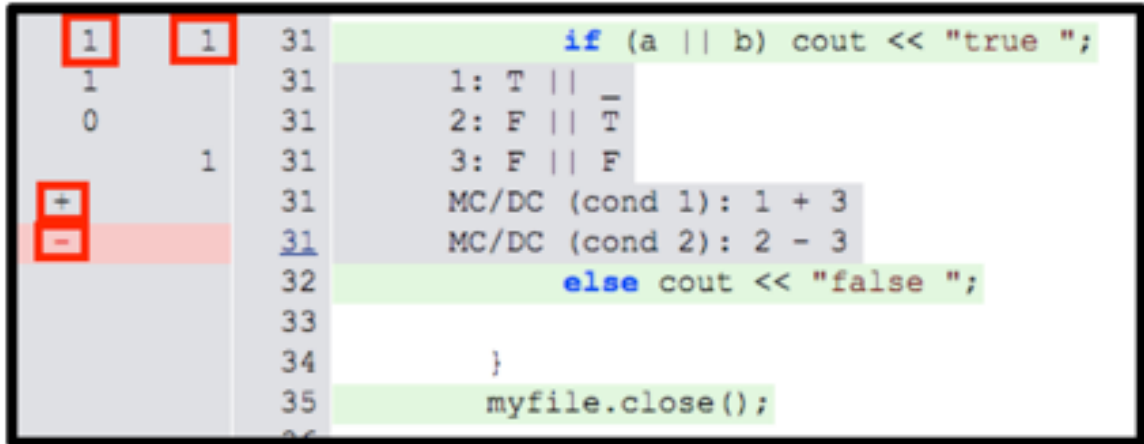 1 1 31 if (a || b) cout << "true ";
1 31 1: T || _
0 31 2: F || T
1 31 3: F || F
+ 31 MC/DC (cond 1): 1 + 3
- 31 MC/DC (cond 2): 2 - 3
32 else cout << "false ";
33
34 }
35 myfile.close();